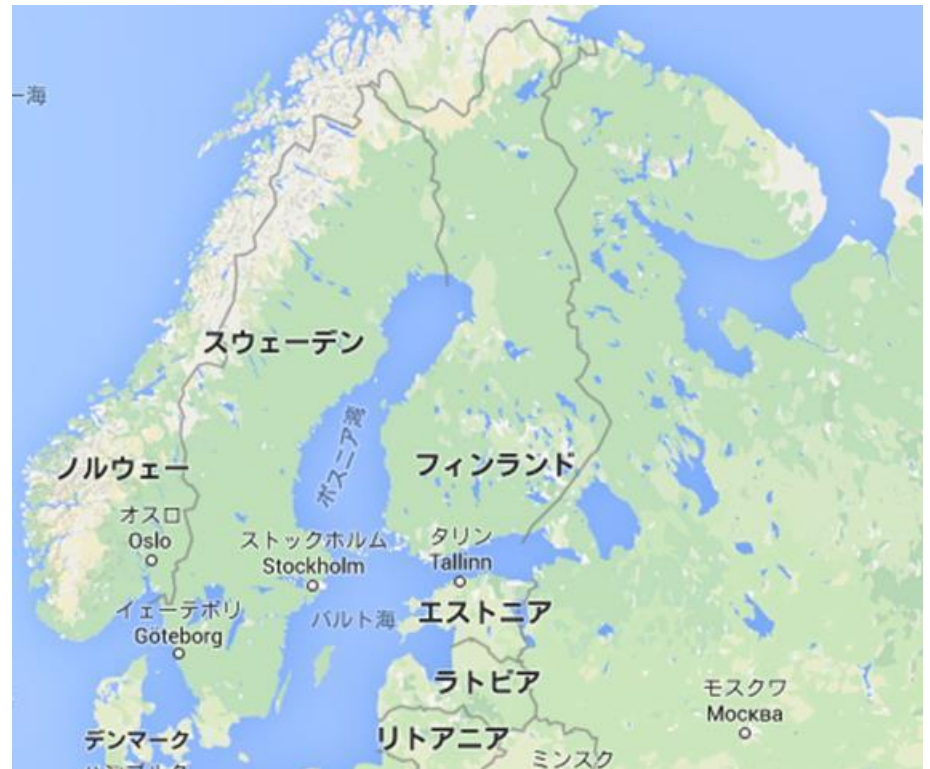 ー海
スウェーデン
ボスニア湾
ノルウェー
フィンランド
オスロ
Oslo
ストックホルム
Stockholm
タリン
Tallinn
イェーテボリ
Göteborg
バルト海
エストニア
ラトビア
モスクワ
Москва
デンマーク
リトアニア
ミンスク